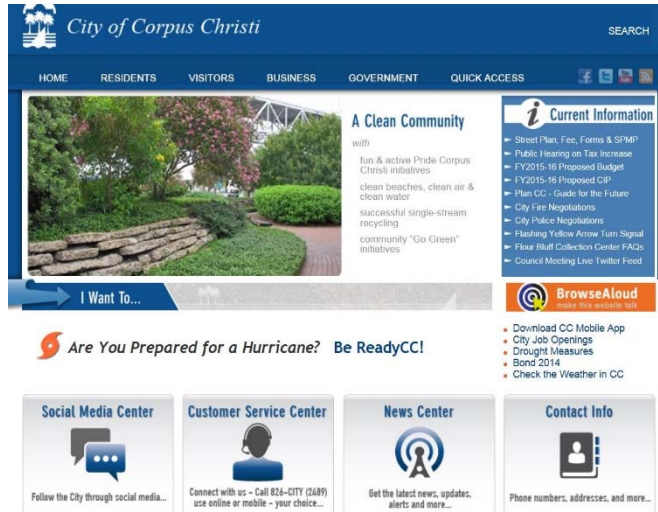 City of Corpus Christi
SEARCH
HOME RESIDENTS VISITORS BUSINESS GOVERNMENT QUICK ACCESS
A Clean Community
with
fun & active Pride Corpus
Christi initiatives
clean beaches, clean air &
clean water
successful single-stream
recycling
community "Go Green"
initiatives
i Current Information
Street Plan, Fee, Forms & SPMP
Public Hearing on Tax Increase
FY2015-16 Proposed Budget
FY2015-16 Proposed CIP
Plan CC - Guide for the Future
City Fire Negotiations
City Police Negotiations
Flashing Yellow Arrow Turn Signal
Flour Bluff Collection Center FAQs
Council Meeting Live Twitter Feed
I Want To...
BrowseAloud
make this website talk
Are You Prepared for a Hurricane? Be ReadyCC!
Download CC Mobile App
City Job Openings
Drought Measures
Bond 2014
Check the Weather in CC
Social Media Center
Follow the City through social media...
Customer Service Center
Connect with us - Call 826-CITY (2489)
use online or mobile - your choice...
News Center
Get the latest news, updates,
alerts and more...
Contact Info
Phone numbers, addresses, and more...